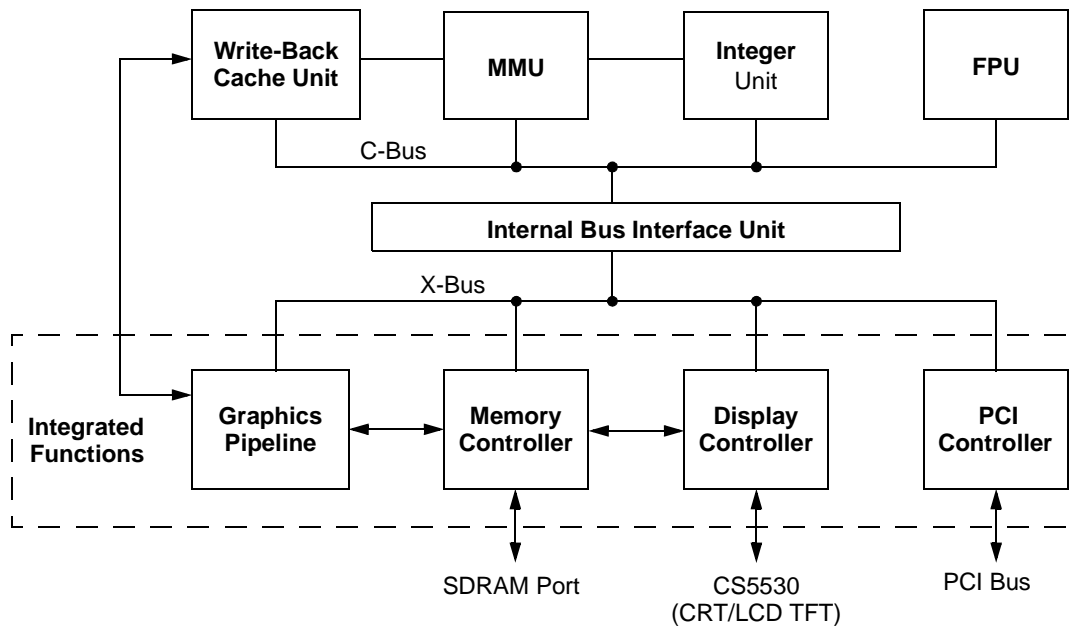 Write-Back
Cache Unit
MMU
Integer
Unit
FPU
C-Bus
Internal Bus Interface Unit
X-Bus
Integrated
Functions
Graphics
Pipeline
Memory
Controller
Display
Controller
PCI
Controller
SDRAM Port
CS5530
(CRT/LCD TFT)
PCI Bus